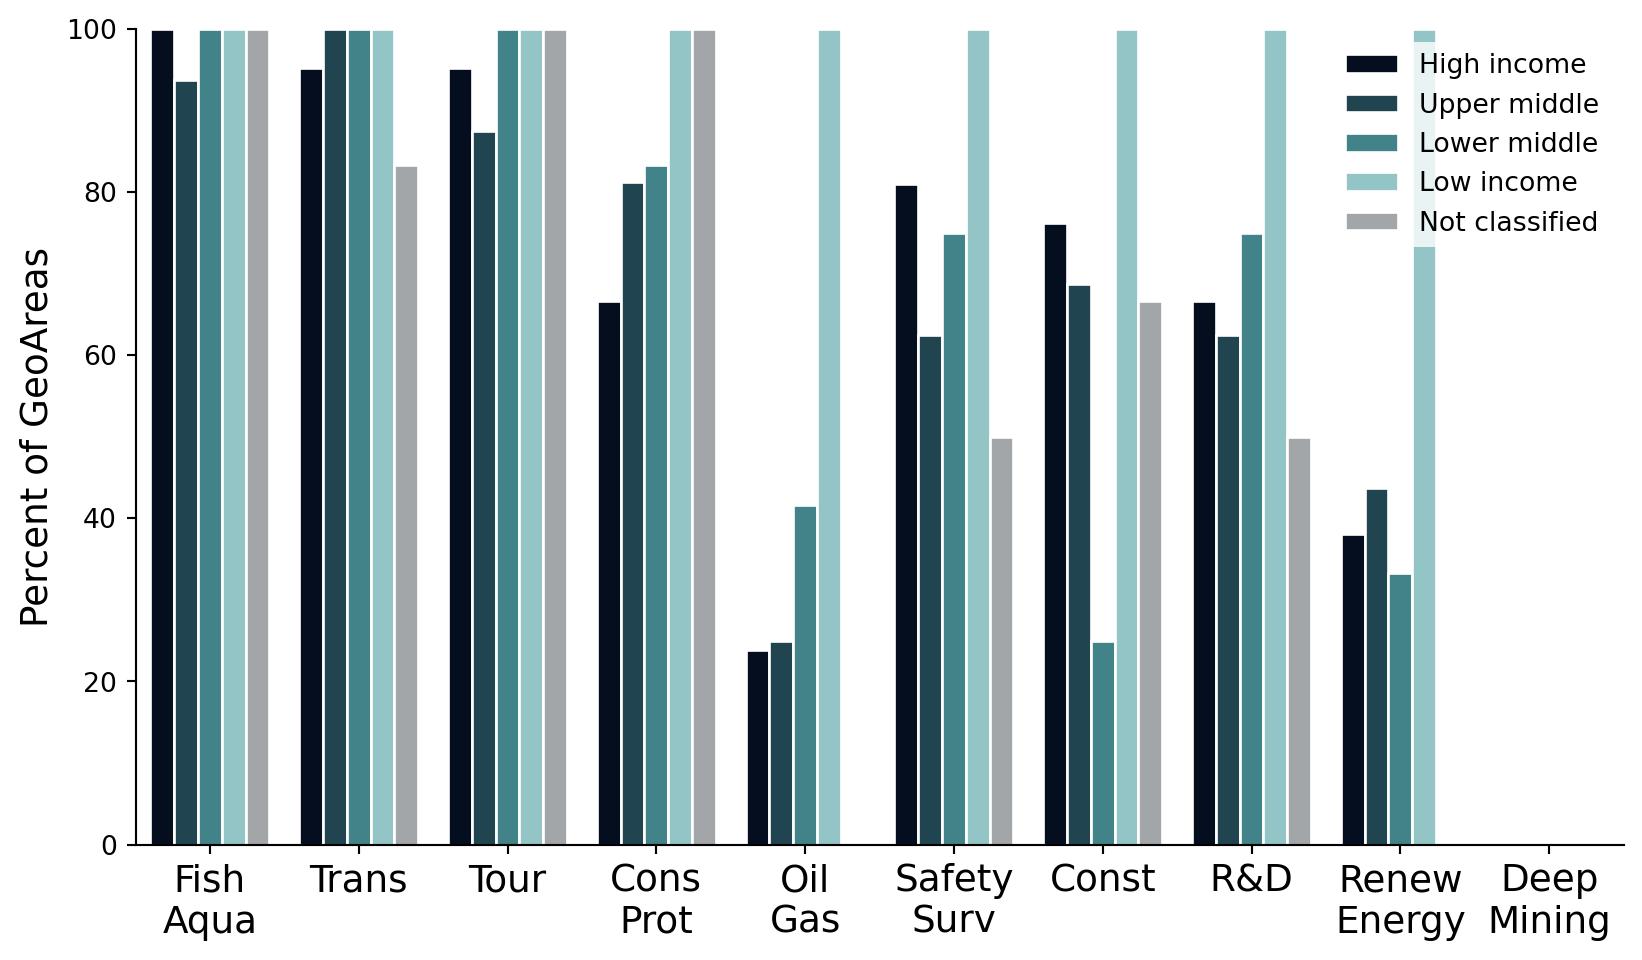 100
80
60
40
20
0
Percent of GeoAreas
High income
Upper middle
Lower middle
Low income
Not classified
Fish
Aqua
Trans
Tour
Cons
Prot
Oil
Gas
Safety
Surv
Const
R&D
Renew
Energy
Deep
Mining